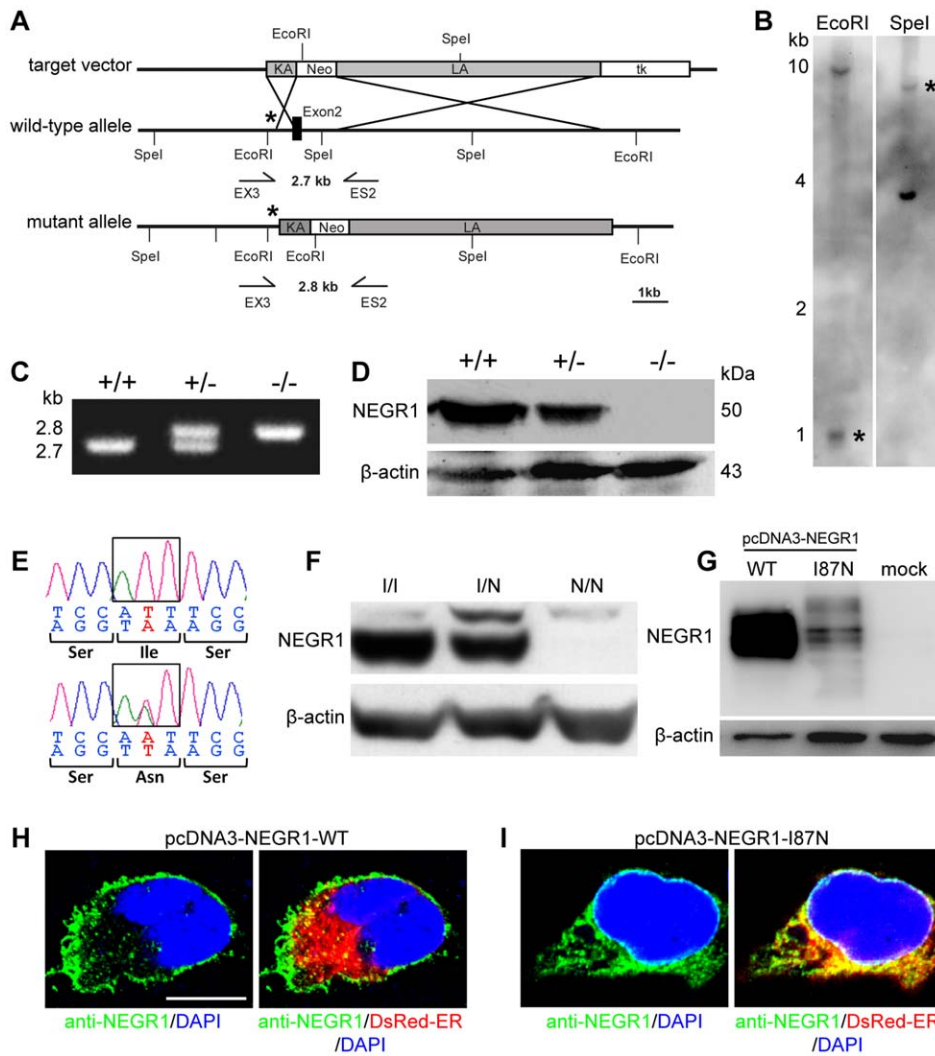 A
EcoRI
SpeI
target vector
KA Neo LA tk
* Exon2
wild-type allele
SpeI EcoRI SpeI SpeI EcoRI
EX3 2.7 kb ES2
*
mutant allele
KA Neo LA
SpeI EcoRI EcoRI SpeI EcoRI
EX3 2.8 kb ES2
1kb
B
EcoRI SpeI
kb
10
*
4
2
1
*
C
+/+ +/- -/-
kb
2.8
2.7
D
+/+ +/- -/-
kDa
NEGR1 50
β-actin 43
E
T C C A T A T C C
A G G T A T A G G
Ser Ile Ser
T C C A A T A T C C
A G G T T A T A G G
Ser Asn Ser
F
I/I I/N N/N
NEGR1
β-actin
G
pcDNA3-NEGR1
WT I87N mock
NEGR1
β-actin
H
pcDNA3-NEGR1-WT
anti-NEGR1/DAPI
anti-NEGR1/DsRed-ER
/DAPI
I
pcDNA3-NEGR1-I87N
anti-NEGR1/DAPI
anti-NEGR1/DsRed-ER
/DAPI